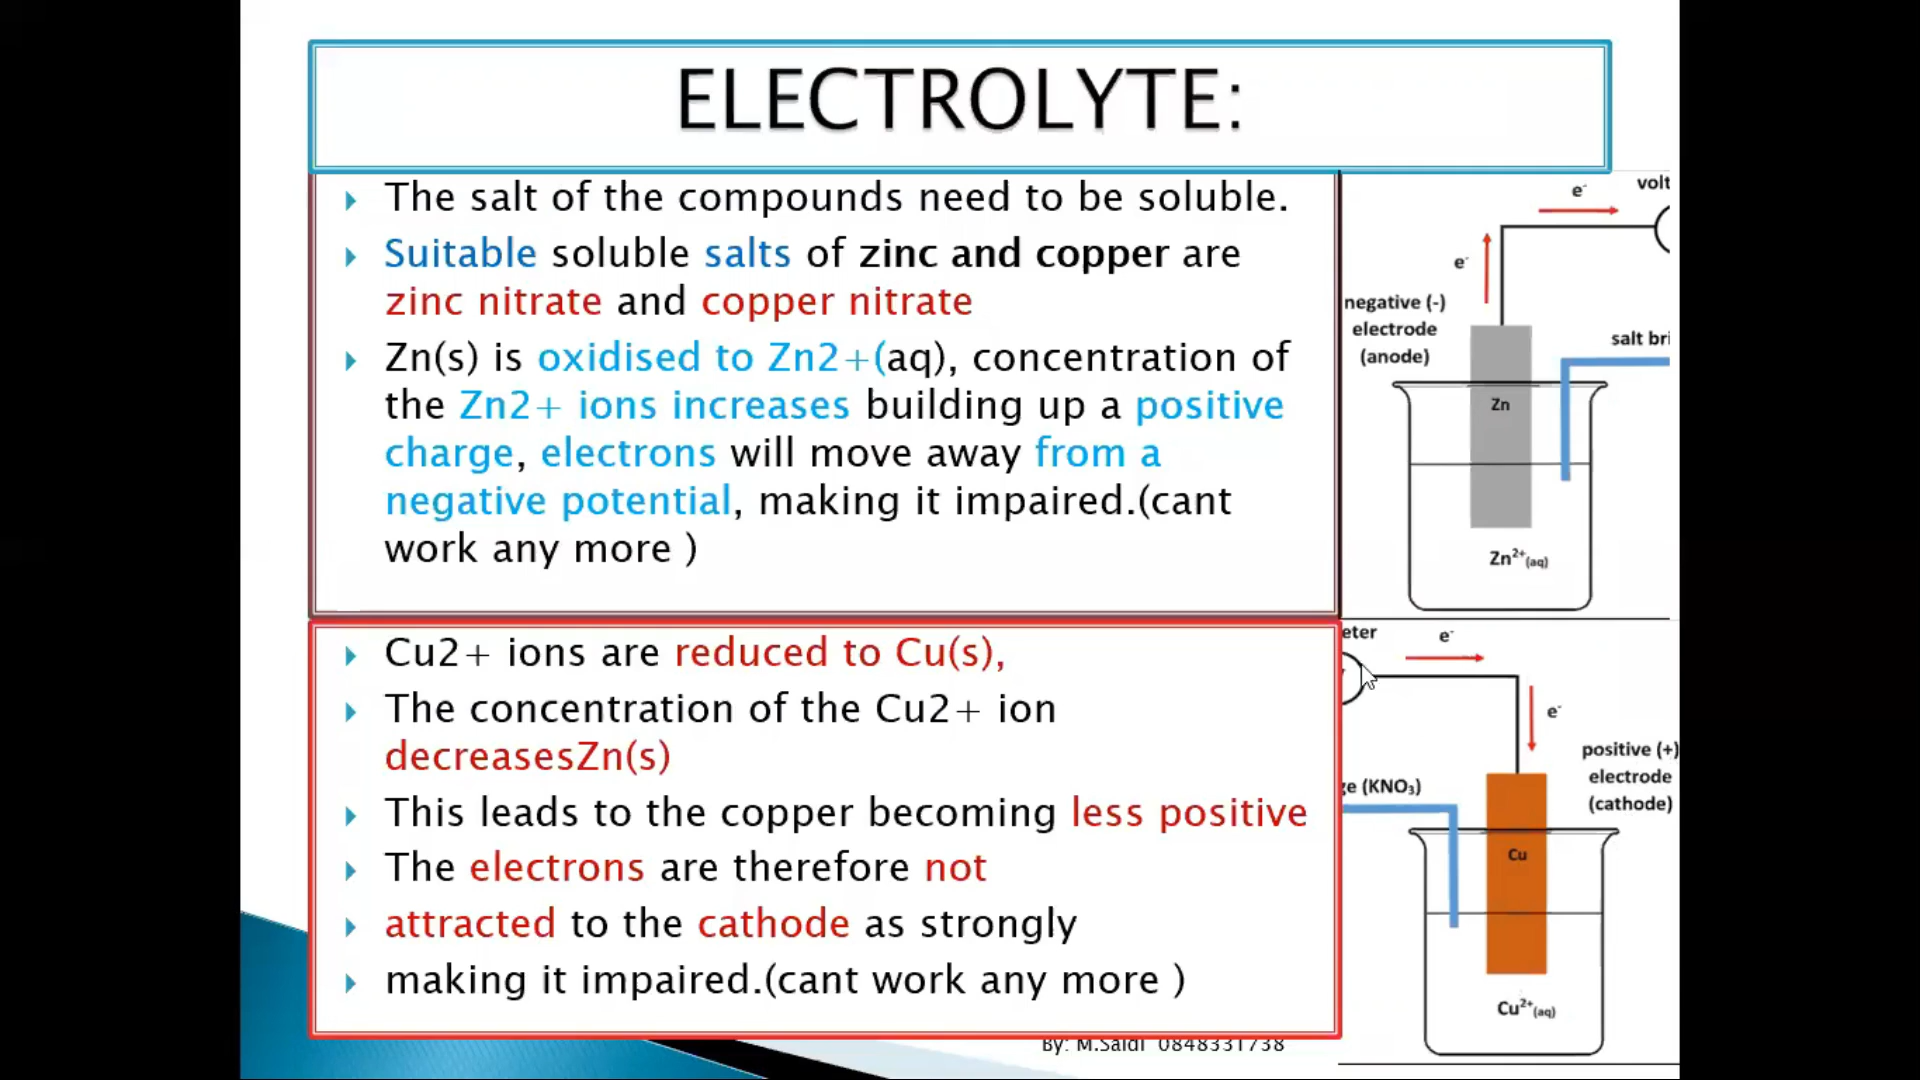 ELECTROLYTE:
The salt of the compounds need to be soluble.
Suitable soluble salts of zinc and copper are
zinc nitrate and copper nitrate
Zn(s) is oxidised to Zn2+(aq), concentration of
the Zn2+ ions increases building up a positive
charge, electrons will move away from a
negative potential, making it impaired.(cant
work any more )
e⁻
volt
e⁻
negative (-)
electrode
(anode)
salt bri
Zn
Zn²⁺(aq)
Cu2+ ions are reduced to Cu(s),
The concentration of the Cu2+ ion
decreasesZn(s)
This leads to the copper becoming less positive
The electrons are therefore not
attracted to the cathode as strongly
making it impaired.(cant work any more )
eter
e⁻
e⁻
positive (+)
electrode
(cathode)
ge (KNO₃)
Cu
Cu²⁺(aq)
By: M.Saidi 0848331738